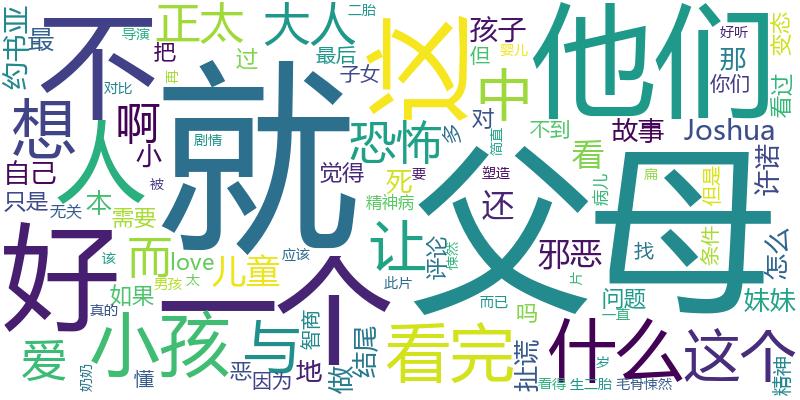 约书亚
最
不
导演
二胎
正太
大人
把
过
对比
再
婴儿
最后
子女
孩子
但
他们
好听
那
变态
你们
看过
就
这
中
想
人
啊
剧情
恐怖
多
对
简直
不到
故事
Joshua
小
觉得
死
看
自己
被
要
塑造
病儿
扁
但是
许诺
只是
本
无关
需要
精神病
还
父母
条件
而
让
评论
悚然
邪恶
找
怎么
好
一个
该
love
儿童
应该
如果
男孩
太
此片
而已
片
吗
问题
一直
妹妹
真的
小孩
与
智商
爱
看完
扯谎
什么
这个
奶奶
懂
恶
因为
地
做
结尾
岁
看得
生二胎
毛骨悚然
精神